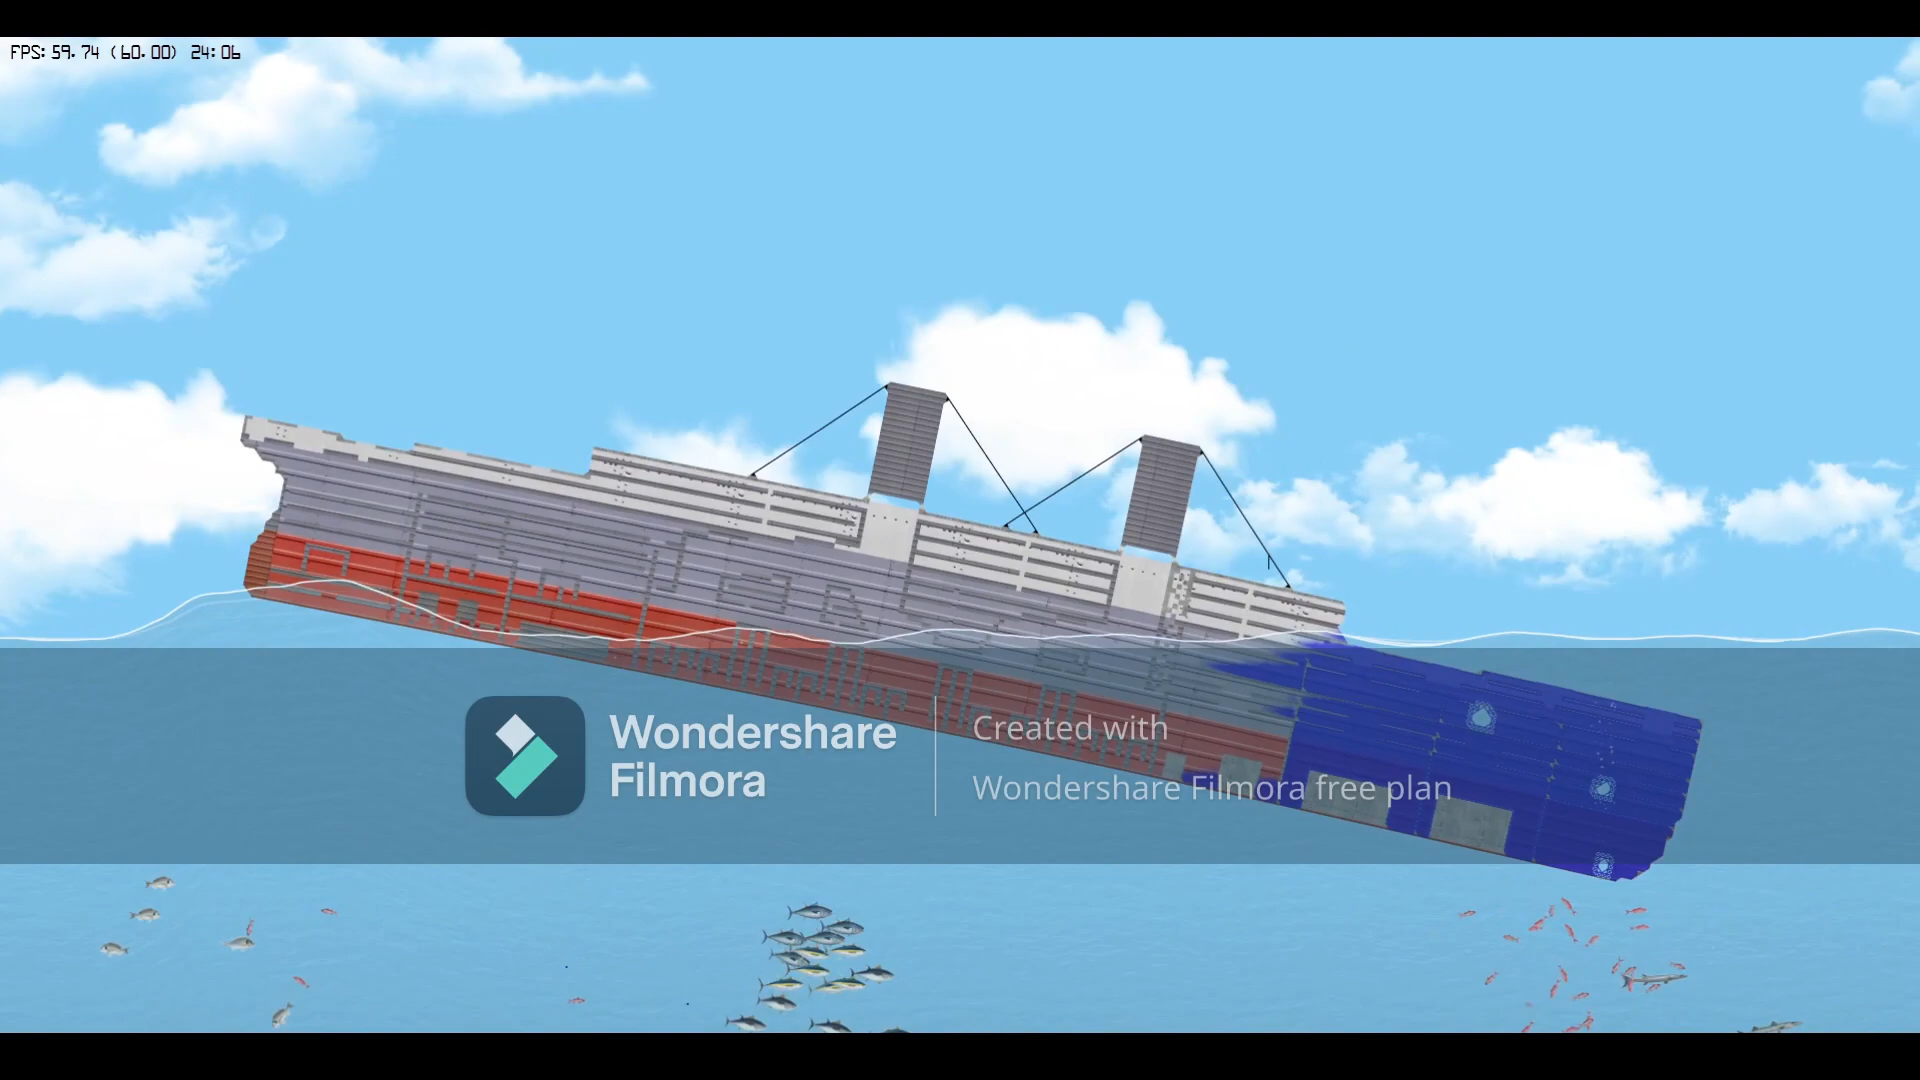 FPS: 59.74 (60.00) 24:06
Wondershare
Filmora
Created with
Wondershare Filmora free plan